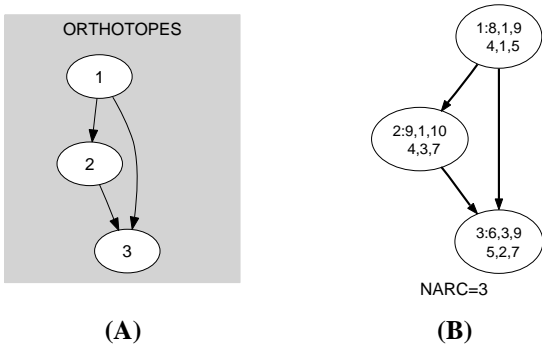 ORTHOTOPES
1
2
3
(A)
1:8,1,9
4,1,5
2:9,1,10
4,3,7
3:6,3,9
5,2,7
NARC=3
(B)